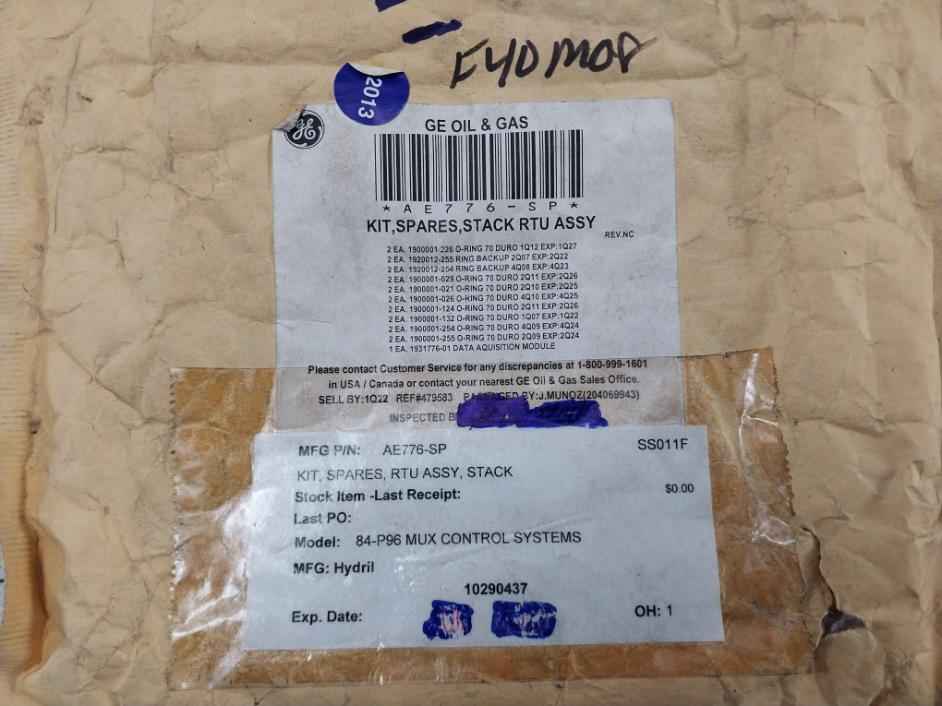 2013
GE OIL & GAS
*AE776-SP*
KIT,SPARES,STACK RTU ASSY
REV.NC
2 EA. 1900001-226 O-RING 70 DURO 1Q12 EXP:1Q27
2 EA. 1920012-255 RING BACKUP 2Q07 EXP:2Q22
2 EA. 1920012-254 RING BACKUP 4Q08 EXP:4Q23
2 EA. 1900001-029 O-RING 70 DURO 2Q11 EXP:2Q26
2 EA. 1900001-021 O-RING 70 DURO 2Q10 EXP:2Q25
2 EA. 1900001-026 O-RING 70 DURO 4Q10 EXP:4Q25
2 EA. 1900001-124 O-RING 70 DURO 2Q11 EXP:2Q26
2 EA. 1900001-132 O-RING 70 DURO 1Q07 EXP:1Q22
2 EA. 1900001-254 O-RING 70 DURO 4Q09 EXP:4Q24
2 EA. 1900001-255 O-RING 70 DURO 2Q09 EXP:2Q24
1 EA. 1931776-01 DATA AQUISITION MODULE
Please contact Customer Service for any discrepancies at 1-800-999-1601
in USA / Canada or contact your nearest GE Oil & Gas Sales Office.
SELL BY:1Q22 REF#479583 PACKAGED BY:J.MUNOZ(204069943)
INSPECTED B
MFG P/N: AE776-SP SS011F
KIT, SPARES, RTU ASSY, STACK
Stock Item -Last Receipt: $0.00
Last PO:
Model: 84-P96 MUX CONTROL SYSTEMS
MFG: Hydril
10290437
Exp. Date: OH: 1